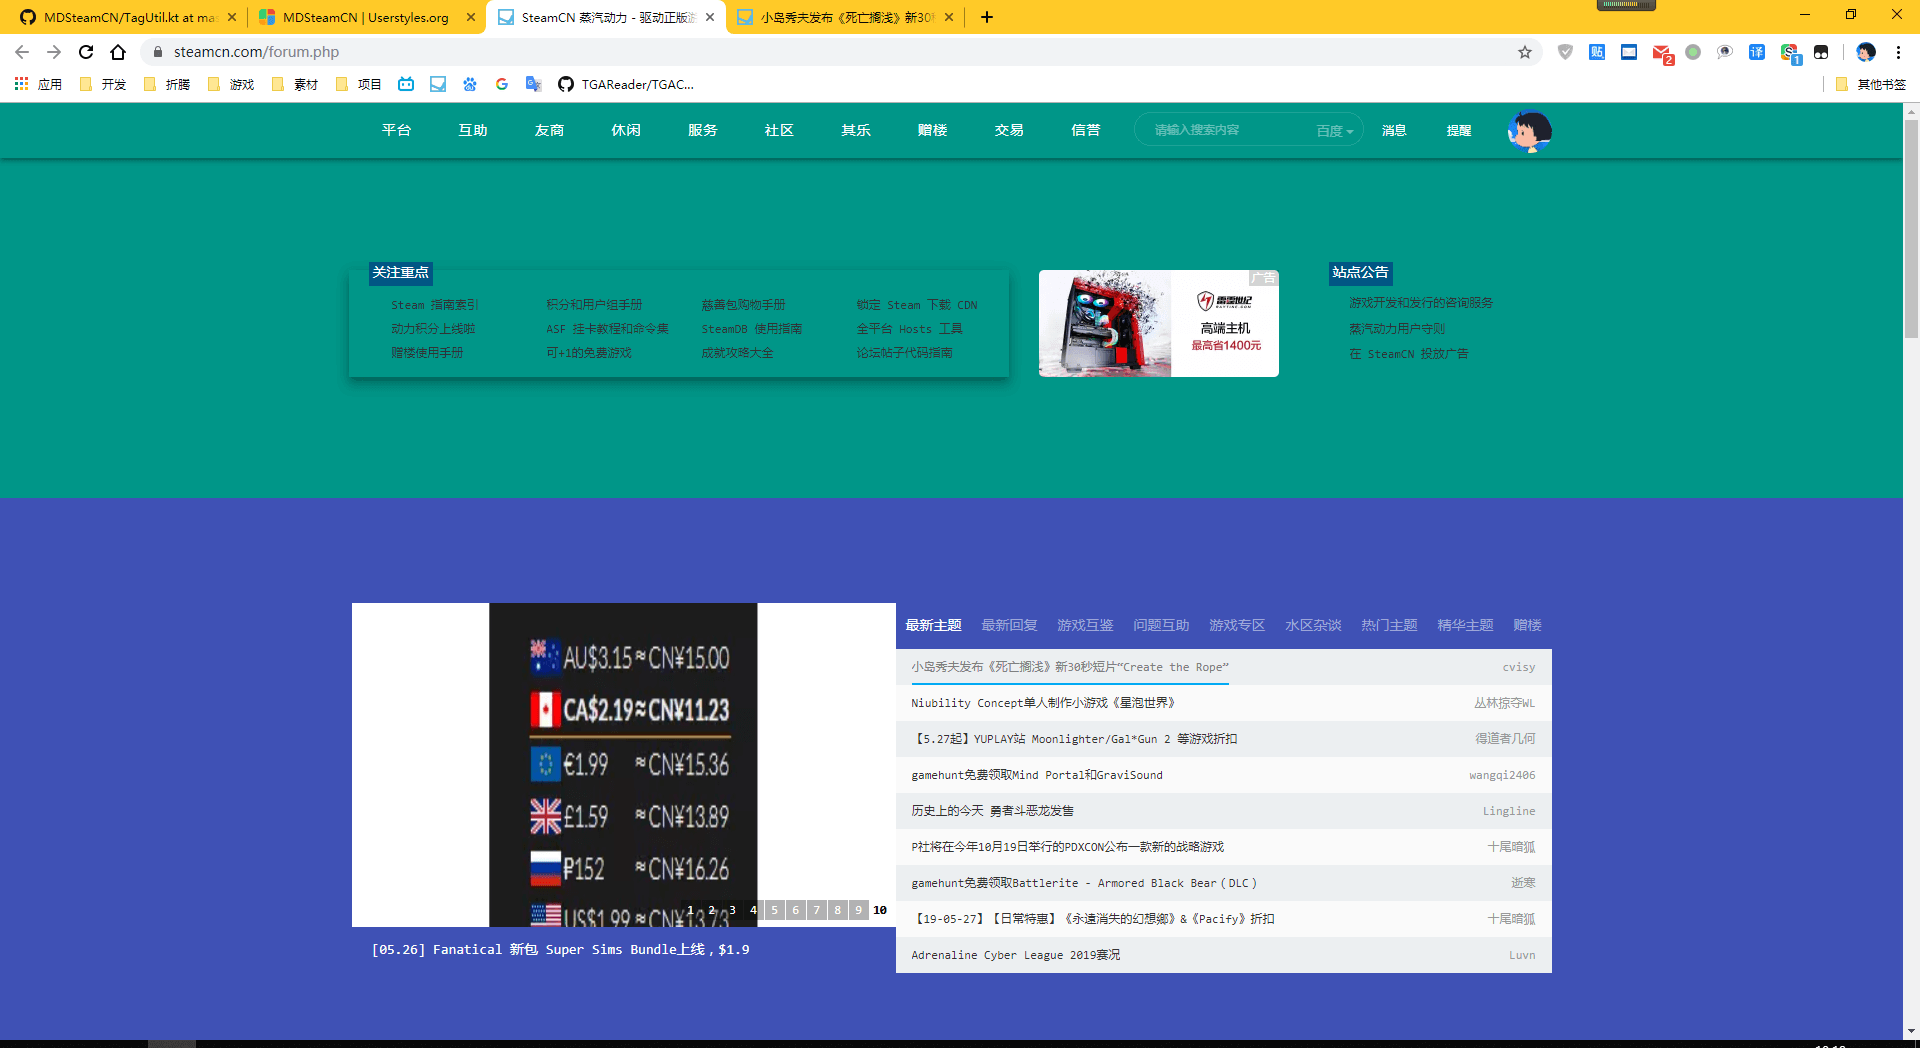 MDSteamCN/TagUtil.kt at mas
MDSteamCN | Userstyles.org
SteamCN 蒸汽动力 - 驱动正版游
小岛秀夫发布《死亡搁浅》新30
steamcn.com/forum.php
贴
2
译
1
应用
开发
折腾
游戏
素材
项目
TGAReader/TGAC...
其他书签
平台
互助
友商
休闲
服务
社区
其乐
赠楼
交易
信誉
请输入搜索内容
百度
消息
提醒
关注重点
Steam 指南索引
积分和用户组手册
慈善包购物手册
锁定 Steam 下载 CDN
动力积分上线啦
ASF 挂卡教程和命令集
SteamDB 使用指南
全平台 Hosts 工具
赠楼使用手册
可+1的免费游戏
成就攻略大全
论坛帖子代码指南
广告
雷霆世纪
高端主机
最高省1400元
站点公告
游戏开发和发行的咨询服务
蒸汽动力用户守则
在 SteamCN 投放广告
AU$3.15≈CN¥15.00
CA$2.19≈CN¥11.23
€1.99 ≈CN¥15.36
£1.59 ≈CN¥13.89
₽152 ≈CN¥16.26
US$1.99≈CN¥13.73
1 2 3 4 5 6 7 8 9 10
[05.26] Fanatical 新包 Super Sims Bundle上线，$1.9
最新主题
最新回复
游戏互鉴
问题互助
游戏专区
水区杂谈
热门主题
精华主题
赠楼
小岛秀夫发布《死亡搁浅》新30秒短片“Create the Rope”
cvisy
Niubility Concept单人制作小游戏《星泡世界》
丛林掠夺WL
【5.27起】YUPLAY站 Moonlighter/Gal*Gun 2 等游戏折扣
得道者几何
gamehunt免费领取Mind Portal和GraviSound
wangqi2406
历史上的今天 勇者斗恶龙发售
Lingline
P社将在今年10月19日举行的PDXCON公布一款新的战略游戏
十尾暗狐
gamehunt免费领取Battlerite - Armored Black Bear（DLC）
逝寒
【19-05-27】【日常特惠】《永遠消失的幻想郷》&《Pacify》折扣
十尾暗狐
Adrenaline Cyber League 2019赛况
Luvn